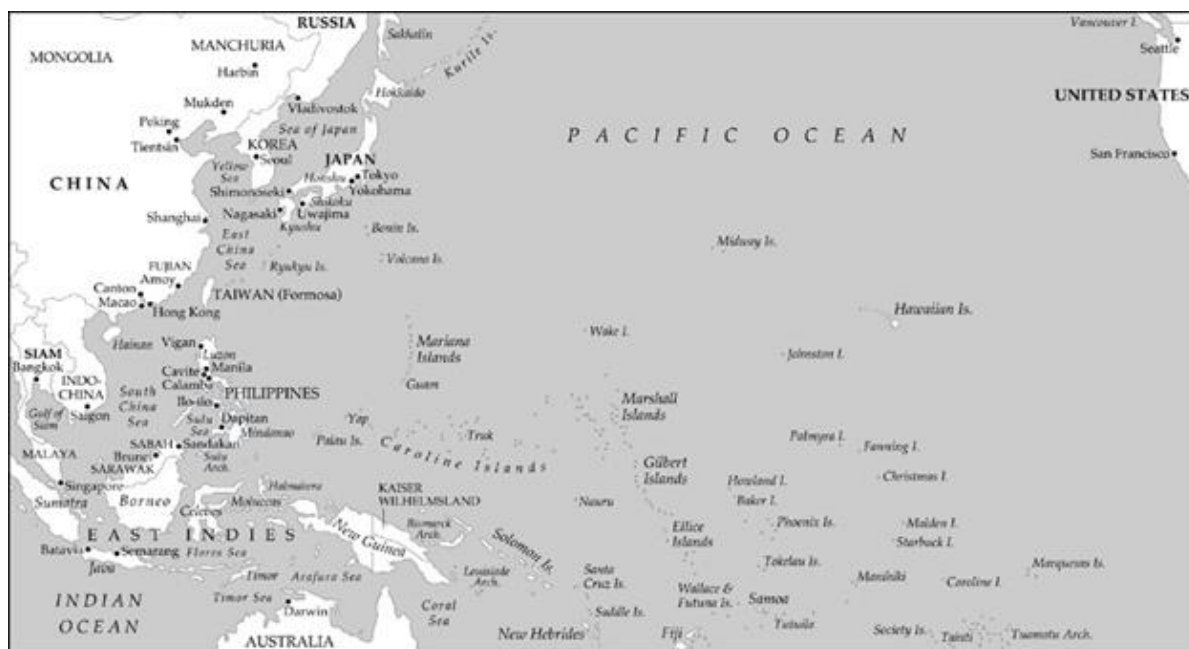 RUSSIA
Sakhalin
Vancouver I.
Seattle
MONGOLIA
MANCHURIA
Harbin
Kurile Is.
Hokkaido
UNITED STATES
Mukden
Vladivostok
Peking
Tientsin
Sea of Japan
PACIFIC OCEAN
KOREA
Seoul
Yellow
Sea
JAPAN
Honshu
Tokyo
Yokohama
San Francisco
CHINA
Shimonoseki
Shikoku
Nagasaki
Uwajima
Kyushu
Shanghai
East
China
Sea
Bonin Is.
Midway Is.
Ryukyu Is.
Volcano Is.
FUJIAN
Amoy
Canton
Macao
Hong Kong
TAIWAN (Formosa)
Hawaiian Is.
Hainan
Vigan
Luzon
Mariana
Islands
Wake I.
Johnston I.
SIAM
Bangkok
Cavite
Manila
Calamba
Guam
INDO-
CHINA
Saigon
South
China
Sea
PHILIPPINES
Ilo-ilo
Marshall
Islands
Gulf of
Siam
Sulu
Sea
Dapitan
Mindanao
Yap
Palau Is.
Truk
Caroline Islands
Palmyra I.
Fanning I.
MALAYA
SABAH
Sandakan
Brunei
SARAWAK
Sulu
Arch.
Gilbert
Islands
Howland I.
Baker I.
Christmas I.
Singapore
Sumatra
Borneo
Celebes
Moluccas
Halmahera
KAISER
WILHELMSLAND
Nauru
EAST INDIES
New Guinea
Bismarck
Arch.
Solomon Is.
Ellice
Islands
Phoenix Is.
Malden I.
Starbuck I.
Batavia
Semarang
Java
Flores Sea
Timor
Arafura Sea
Timor Sea
Louisiade
Arch.
Santa
Cruz Is.
Tokelau Is.
Manihiki
Caroline I.
Marquesas Is.
INDIAN
OCEAN
Darwin
Coral
Sea
Wallace &
Futuna Is.
Samoa
Tutuila
AUSTRALIA
New Hebrides
Fiji
Society Is.
Tahiti
Tuamotu Arch.